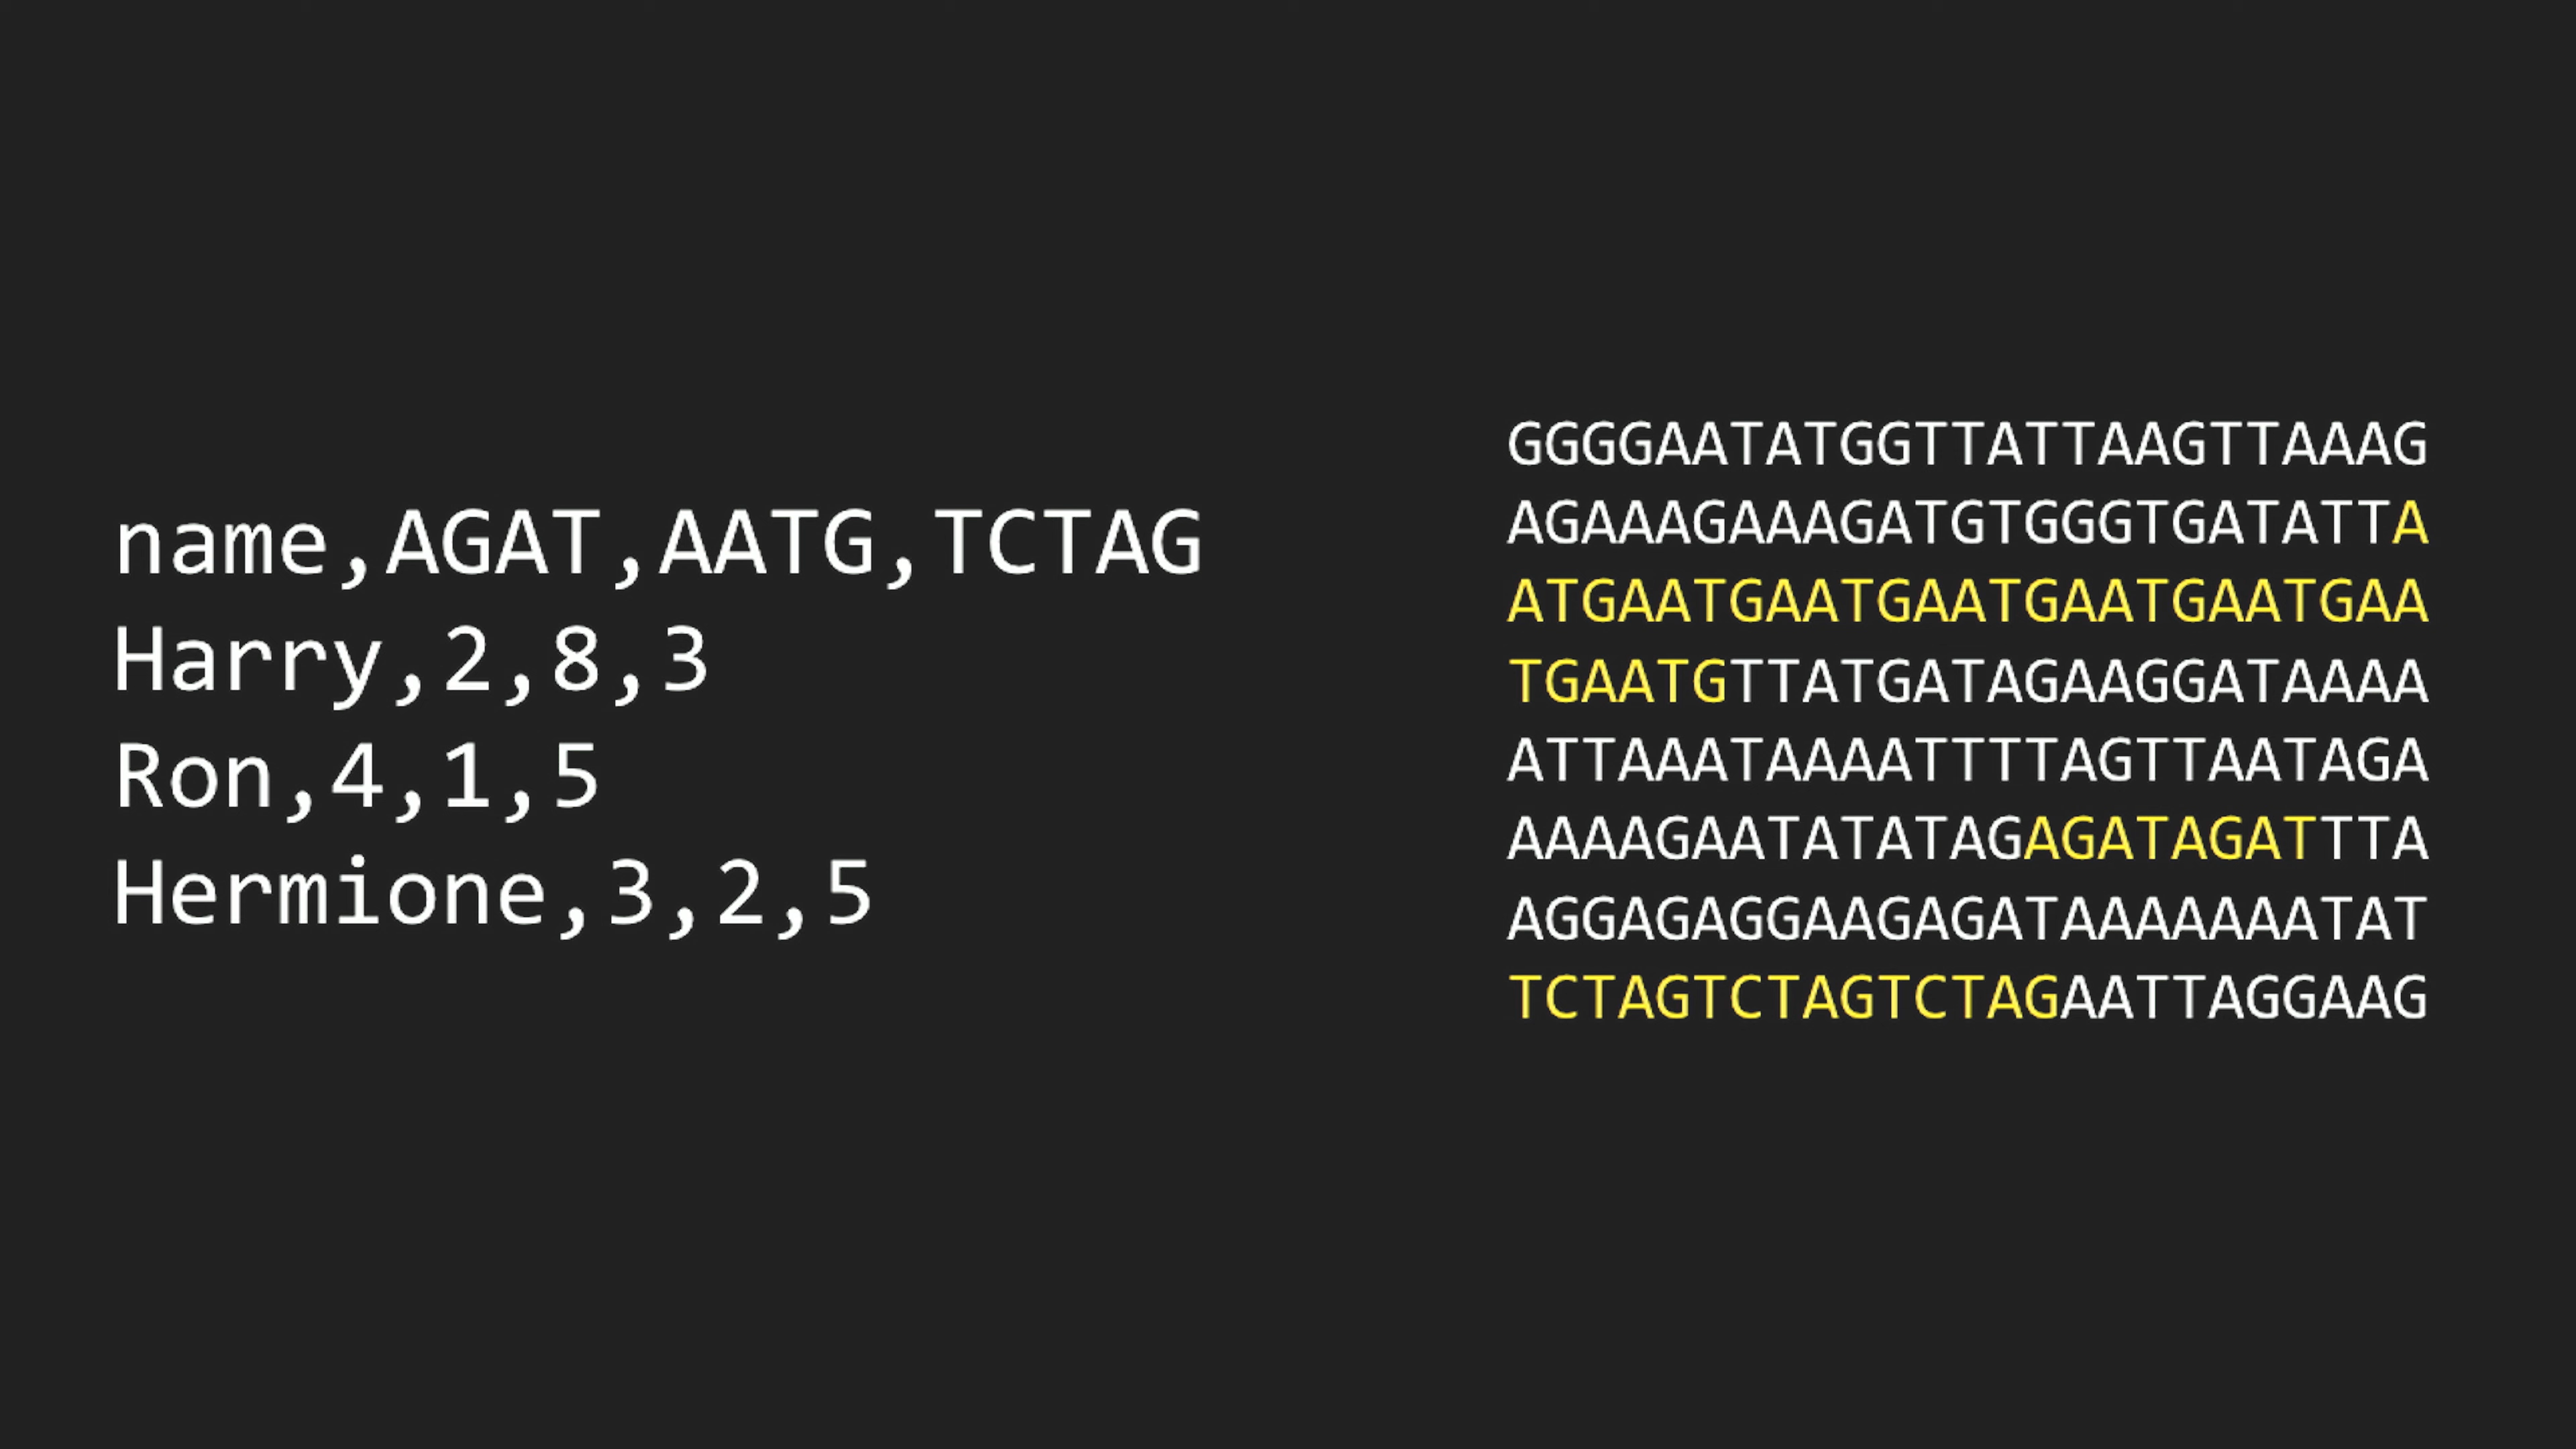 name,AGAT,AATG,TCTAG
Harry,2,8,3
Ron,4,1,5
Hermione,3,2,5
GGGGAATATGGTTATTAAGTTAAAG
AGAAAGAAAGATGTGGGTGATATTA
ATGAATGAATGAATGAATGAATGAA
TGAATGTTATGATAGAAGGATAAAA
ATTAAATAAAATTTTAGTTAATAGA
AAAAGAATATATAGAGATAGATTTA
AGGAGAGGAAGAGATAAAAAAATAT
TCTAGTCTAGTCTAGAATTAGGAAG